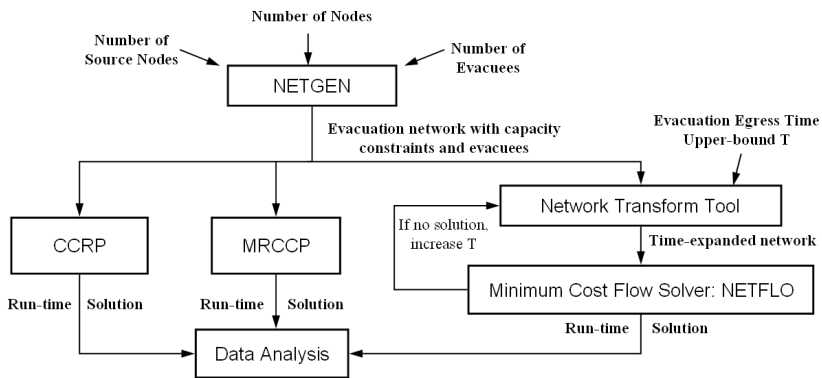 Number of Nodes
Number of
Source Nodes
Number of
Evacuees
NETGEN
Evacuation network with capacity
constraints and evacuees
Evacuation Egress Time
Upper-bound T
CCRP
MRCCP
If no solution,
increase T
Network Transform Tool
Time-expanded network
Minimum Cost Flow Solver: NETFLO
Run-time Solution
Run-time Solution
Run-time Solution
Data Analysis